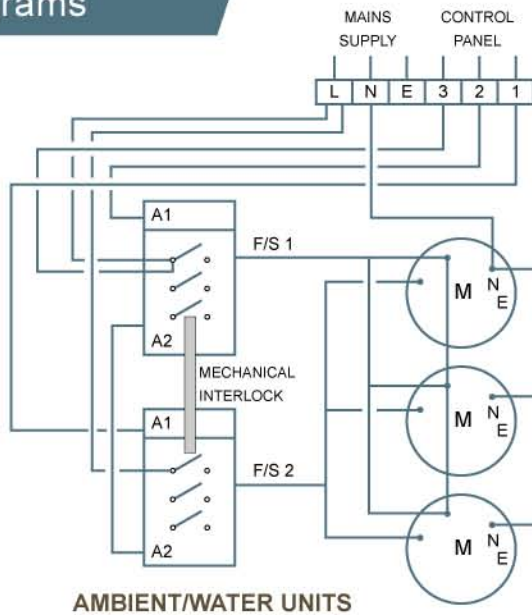 rams
MAINS
SUPPLY
CONTROL
PANEL
L N E 3 2 1
A1
F/S 1
A2
MECHANICAL
INTERLOCK
A1
F/S 2
A2
M N E
M N E
M N E
AMBIENT/WATER UNITS